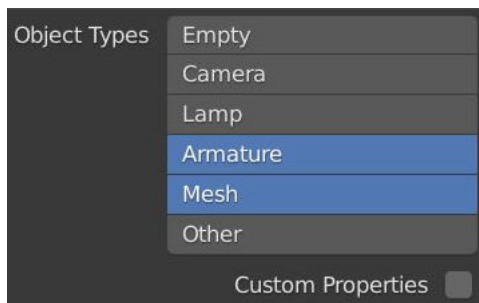 Object Types Empty
Camera
Lamp
Armature
Mesh
Other
Custom Properties